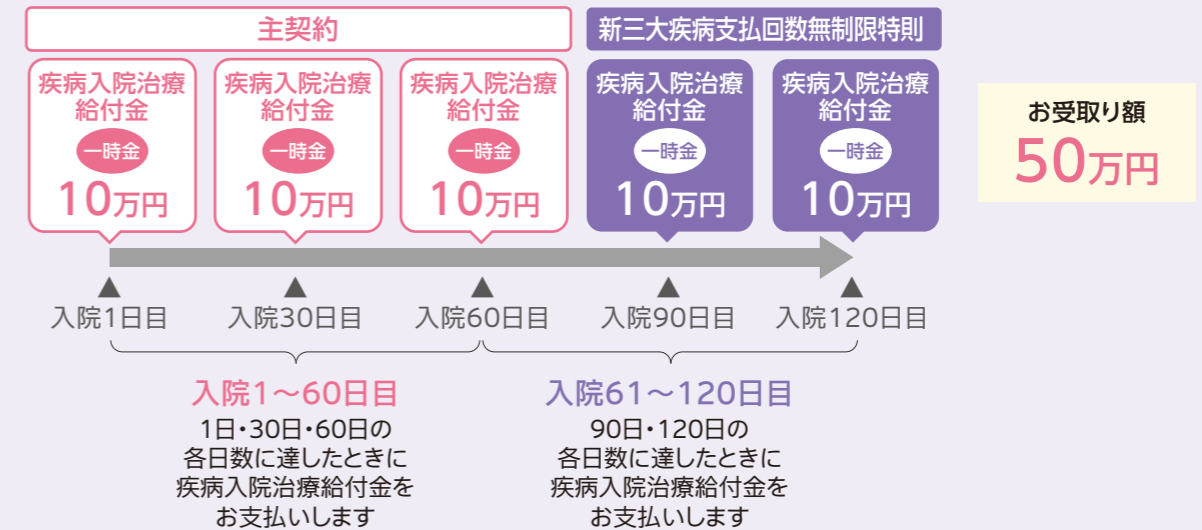 主契約
新三大疾病支払回数無制限特則
疾病入院治療
給付金
一時金
10万円
疾病入院治療
給付金
一時金
10万円
疾病入院治療
給付金
一時金
10万円
疾病入院治療
給付金
一時金
10万円
疾病入院治療
給付金
一時金
10万円
お受取り額
50万円
入院1日目
入院30日目
入院60日目
入院90日目
入院120日目
入院1～60日目
1日・30日・60日の
各日数に達したときに
疾病入院治療給付金を
お支払いします
入院61～120日目
90日・120日の
各日数に達したときに
疾病入院治療給付金を
お支払いします